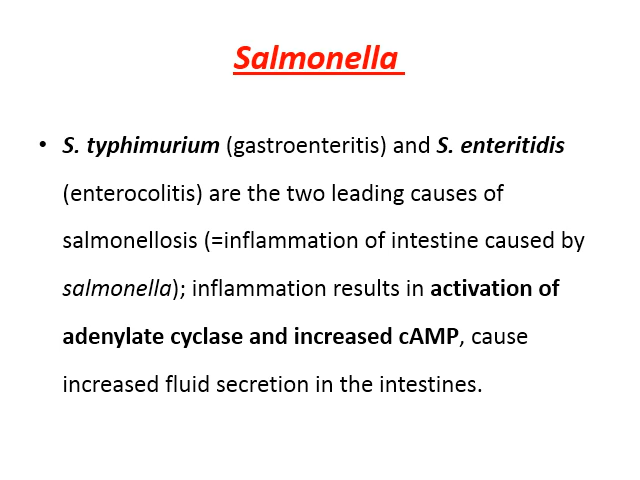 Salmonella
• S. typhimurium (gastroenteritis) and S. enteritidis
(enterocolitis) are the two leading causes of
salmonellosis (=inflammation of intestine caused by
salmonella); inflammation results in activation of
adenylate cyclase and increased cAMP, cause
increased fluid secretion in the intestines.